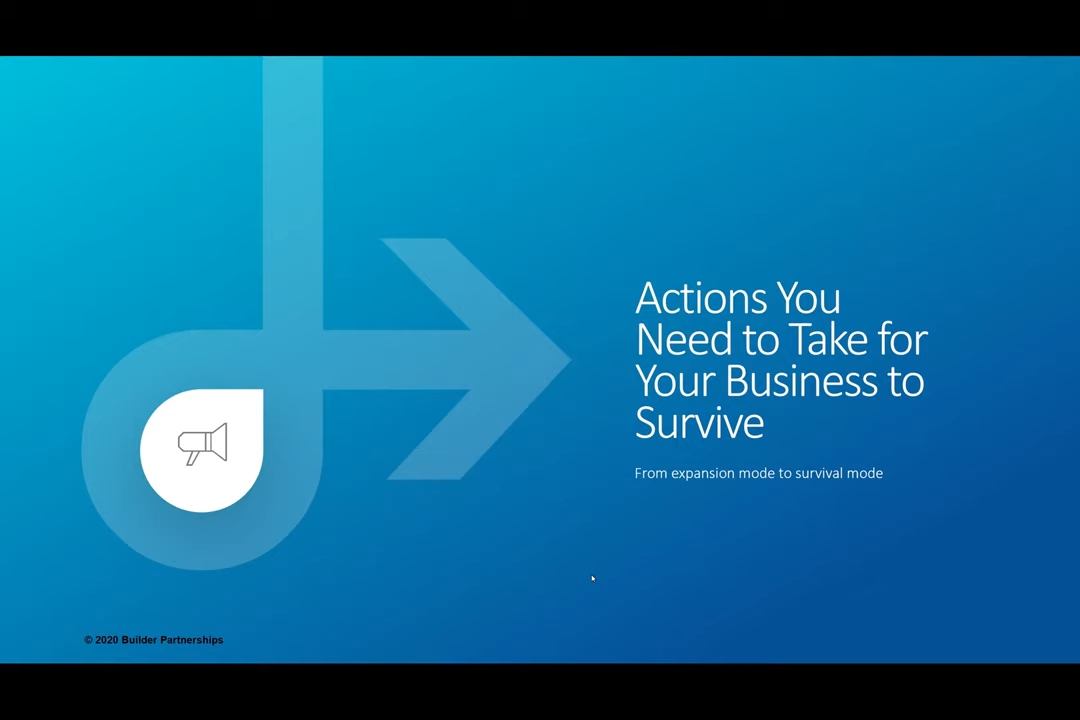 Actions You
Need to Take for
Your Business to
Survive
From expansion mode to survival mode
© 2020 Builder Partnerships